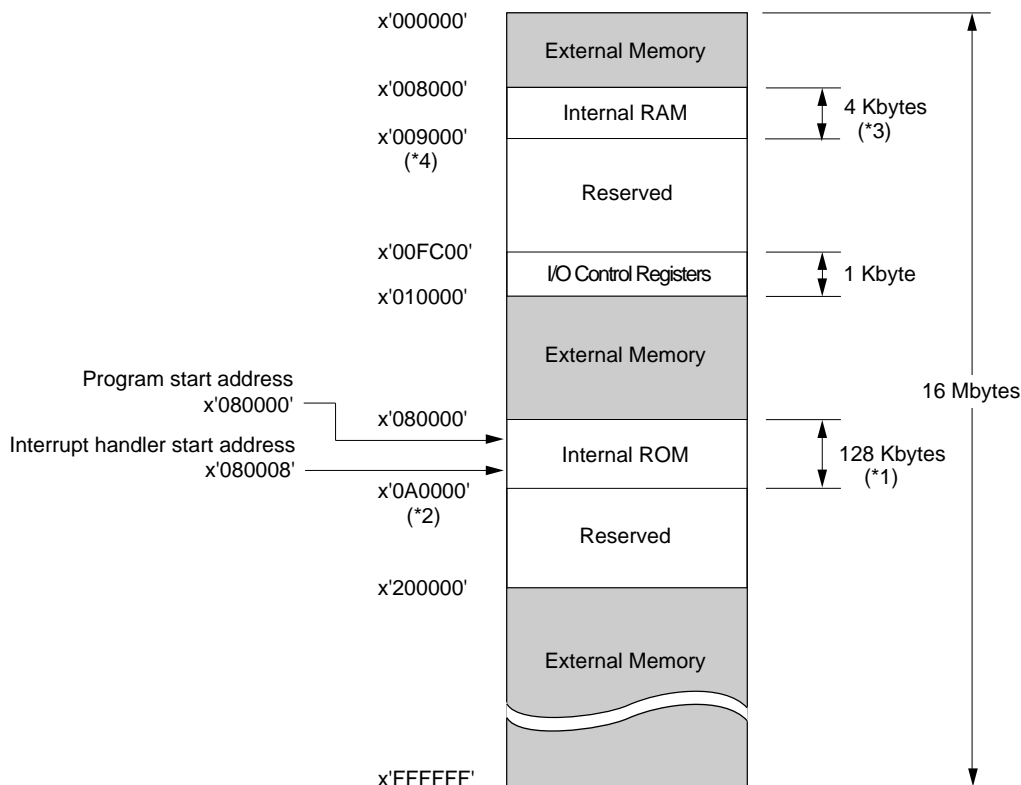 x'000000'
External Memory
x'008000'
Internal RAM
4 Kbytes
(*3)
x'009000'
(*4)
Reserved
x'00FC00'
I/O Control Registers
1 Kbyte
x'010000'
External Memory
16 Mbytes
Program start address
x'080000'
x'080000'
Interrupt handler start address
x'080008'
Internal ROM
128 Kbytes
(*1)
x'0A0000'
(*2)
Reserved
x'200000'
External Memory
x'FFFFFF'